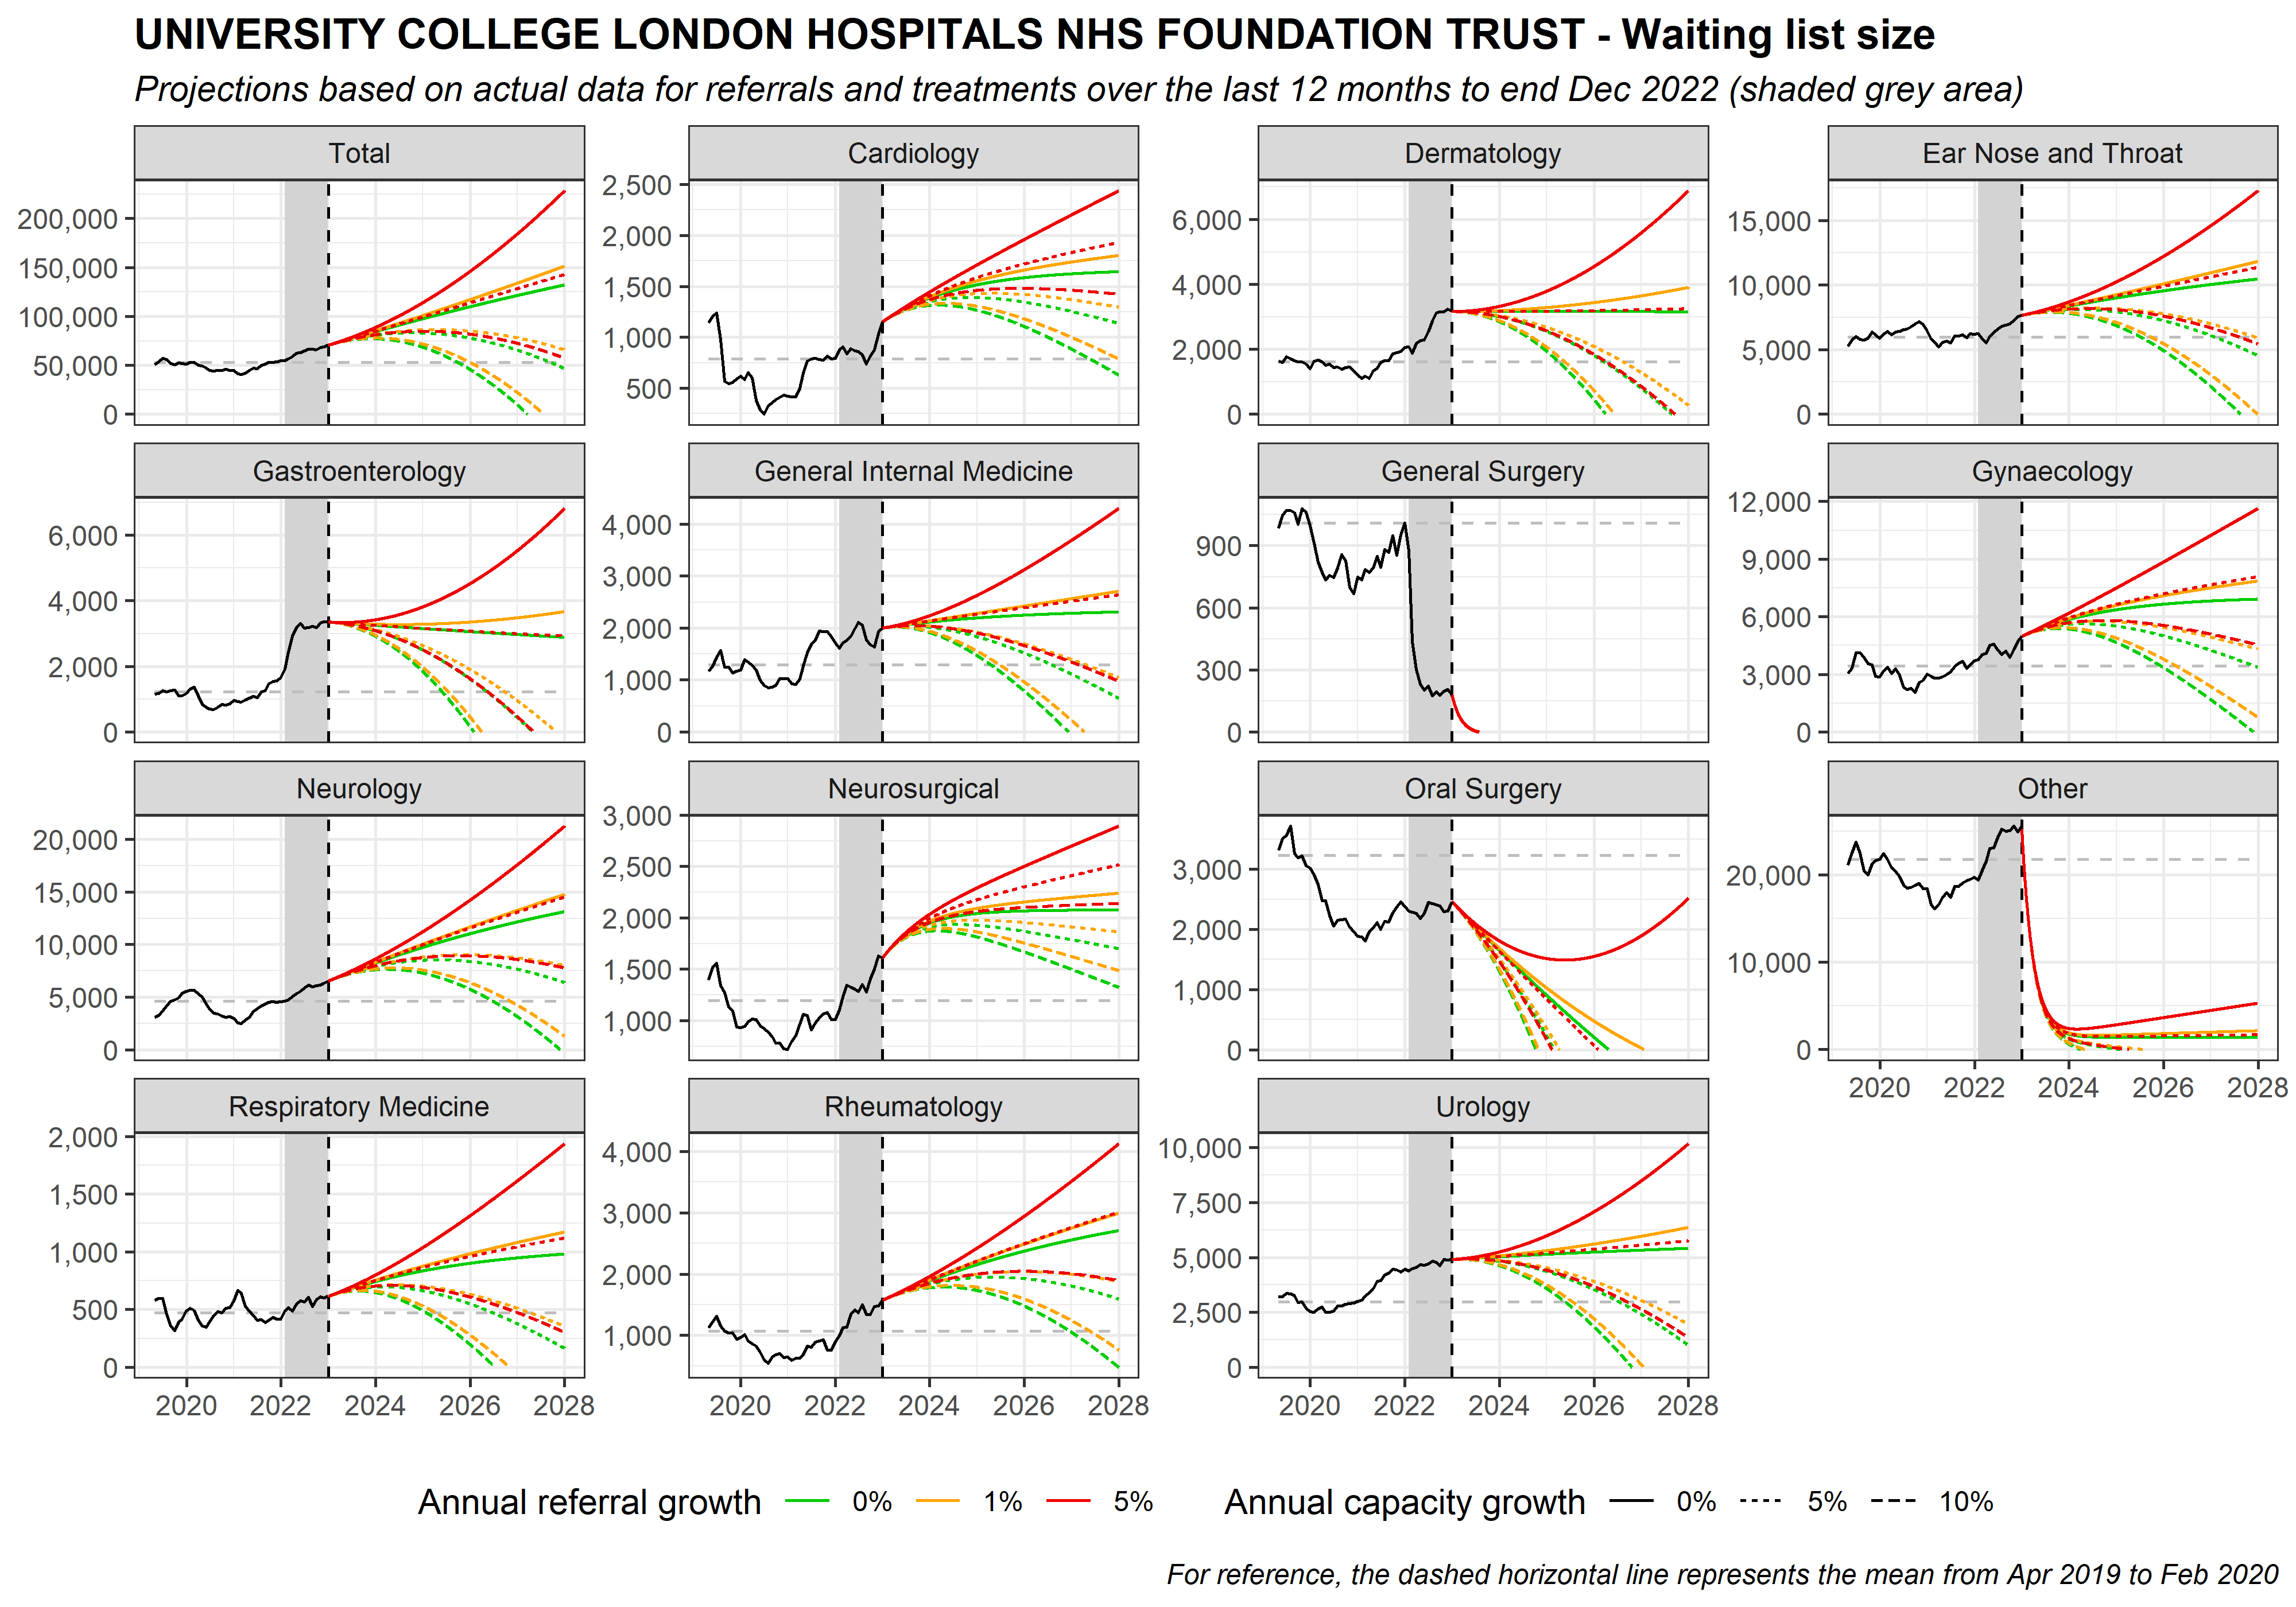 UNIVERSITY COLLEGE LONDON HOSPITALS NHS FOUNDATION TRUST - Waiting list size
Projections based on actual data for referrals and treatments over the last 12 months to end Dec 2022 (shaded grey area)
Total
200,000
150,000
100,000
50,000
0
Cardiology
2,500
2,000
1,500
1,000
500
Dermatology
6,000
4,000
2,000
0
Ear Nose and Throat
15,000
10,000
5,000
0
Gastroenterology
6,000
4,000
2,000
0
General Internal Medicine
4,000
3,000
2,000
1,000
0
General Surgery
900
600
300
0
Gynaecology
12,000
9,000
6,000
3,000
0
Neurology
20,000
15,000
10,000
5,000
0
Neurosurgical
3,000
2,500
2,000
1,500
1,000
Oral Surgery
3,000
2,000
1,000
0
Other
20,000
10,000
0
2020 2022 2024 2026 2028
Respiratory Medicine
2,000
1,500
1,000
500
0
2020 2022 2024 2026 2028
Rheumatology
4,000
3,000
2,000
1,000
2020 2022 2024 2026 2028
Urology
10,000
7,500
5,000
2,500
0
2020 2022 2024 2026 2028
Annual referral growth 0% 1% 5% Annual capacity growth 0% 5% 10%
For reference, the dashed horizontal line represents the mean from Apr 2019 to Feb 2020